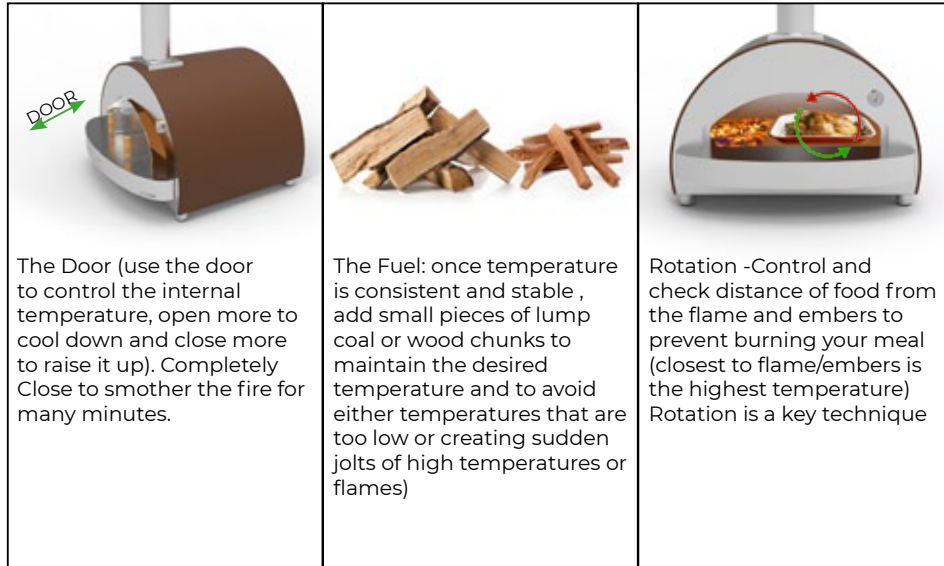 DOOR
The Door (use the door
to control the internal
temperature, open more to
cool down and close more
to raise it up). Completely
Close to smother the fire for
many minutes.
The Fuel: once temperature
is consistent and stable ,
add small pieces of lump
coal or wood chunks to
maintain the desired
temperature and to avoid
either temperatures that are
too low or creating sudden
jolts of high temperatures or
flames)
Rotation -Control and
check distance of food from
the flame and embers to
prevent burning your meal
(closest to flame/embers is
the highest temperature)
Rotation is a key technique